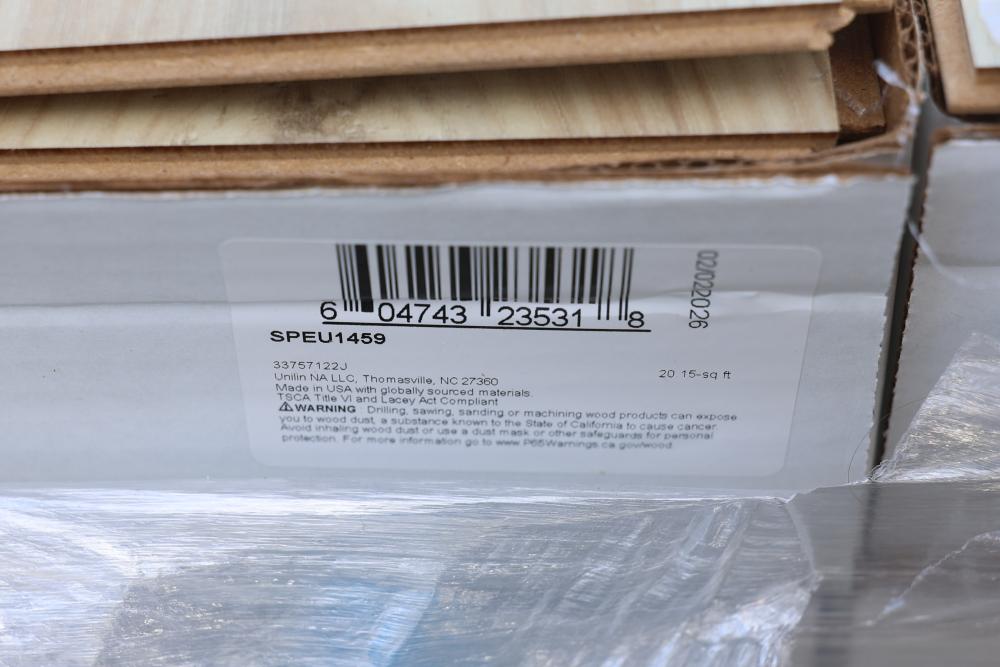 02/02/2026
6 04743 23531 8
SPEU1459
33757122J
20 15-sq ft
Unilin NA LLC, Thomasville, NC 27360
Made in USA with globally sourced materials.
TSCA Title VI and Lacey Act Compliant
⚠WARNING Drilling, sawing, sanding or machining wood products can expose
you to wood dust, a substance known to the State of California to cause cancer.
Avoid inhaling wood dust or use a dust mask or other safeguards for personal
protection. For more information go to www.P65Warnings.ca.gov/wood.